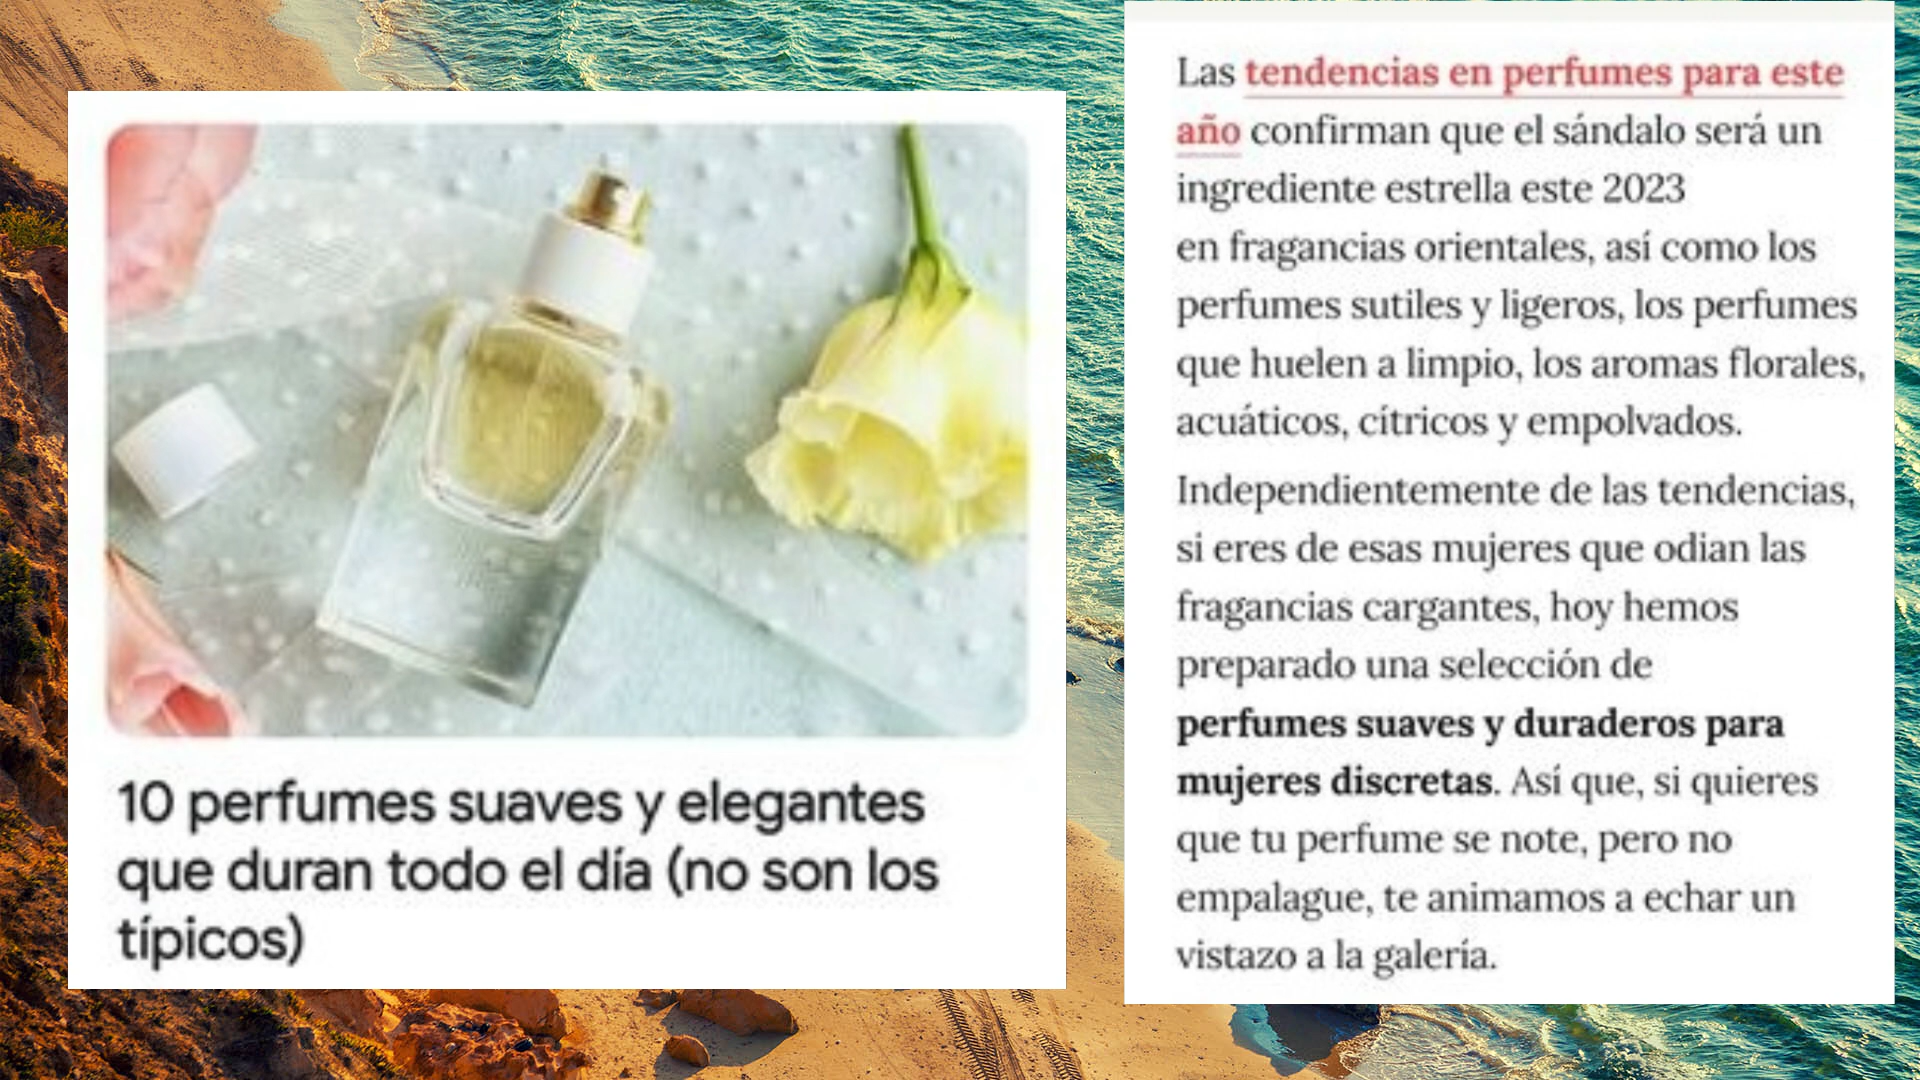 10 perfumes suaves y elegantes
que duran todo el día (no son los
típicos)
Las tendencias en perfumes para este
año confirman que el sándalo será un
ingrediente estrella este 2023
en fragancias orientales, así como los
perfumes sutiles y ligeros, los perfumes
que huelen a limpio, los aromas florales,
acuáticos, cítricos y empolvados.
Independientemente de las tendencias,
si eres de esas mujeres que odian las
fragancias cargantes, hoy hemos
preparado una selección de
perfumes suaves y duraderos para
mujeres discretas. Así que, si quieres
que tu perfume se note, pero no
empalague, te animamos a echar un
vistazo a la galería.